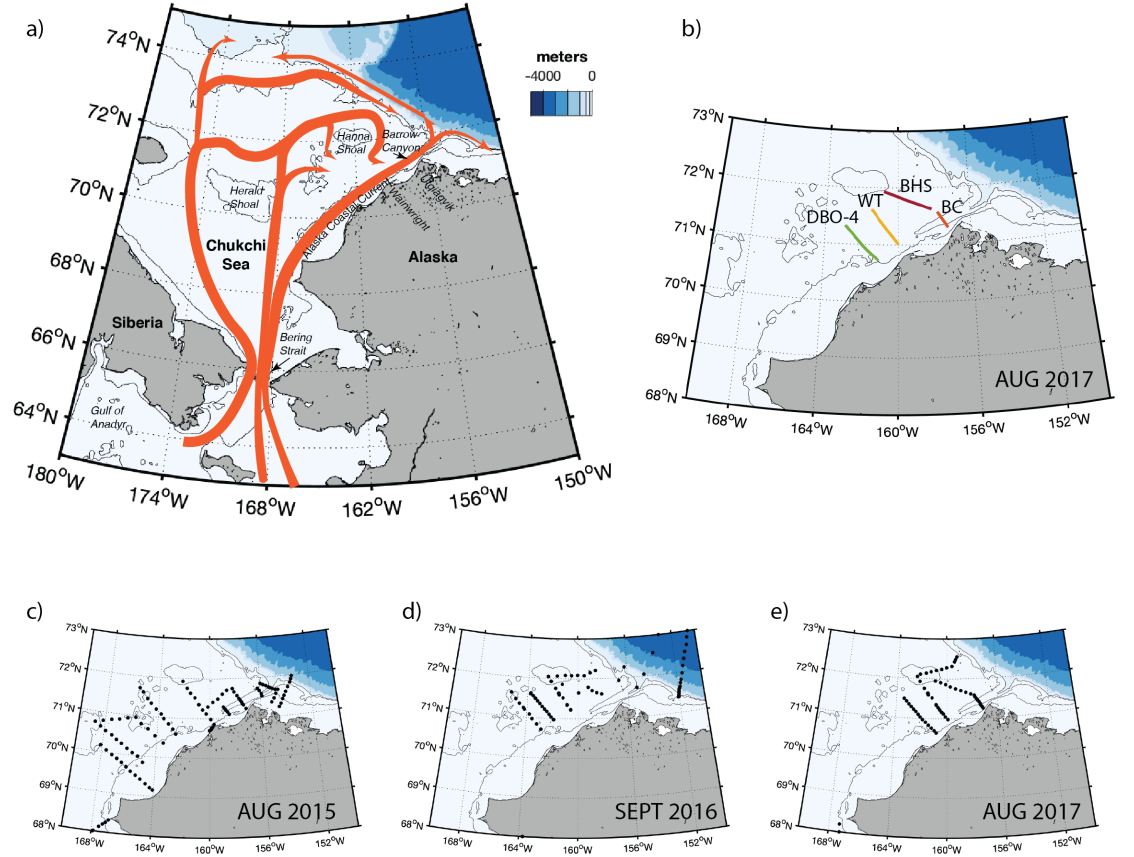 a)
74°N
72°N
70°N
68°N
66°N
64°N
180°W
174°W
168°W
162°W
156°W
150°W
Hanna
Shoal
Barrow
Canyon
Herald
Shoal
Alaska Coastal Current
Wainwright
Utqiagvik
Chukchi
Sea
Alaska
Siberia
Bering
Strait
Gulf of
Anadyr
meters
−4000 0
b)
73°N
72°N
71°N
70°N
69°N
68°N
168°W
164°W
160°W
156°W
152°W
BHS
WT
BC
DBO-4
AUG 2017
c)
73°N
72°N
71°N
70°N
69°N
68°N
168°W
164°W
160°W
156°W
152°W
AUG 2015
d)
73°N
72°N
71°N
70°N
69°N
68°N
168°W
164°W
160°W
156°W
152°W
SEPT 2016
e)
73°N
72°N
71°N
70°N
69°N
68°N
168°W
164°W
160°W
156°W
152°W
AUG 2017